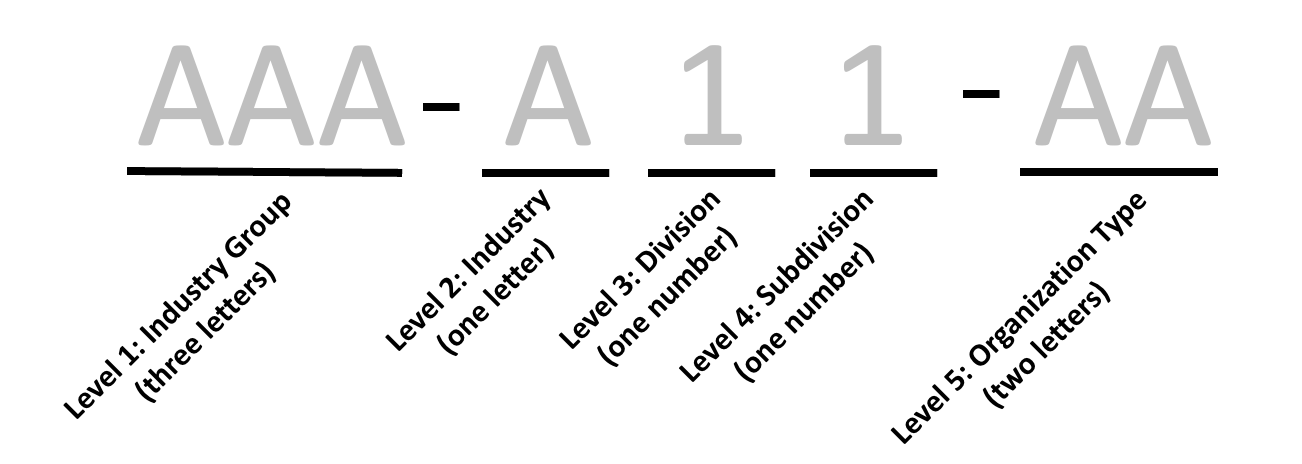 AAA - A 1 1 - AA
Level 1: Industry Group
(three letters)
Level 2: Industry
(one letter)
Level 3: Division
(one number)
Level 4: Subdivision
(one number)
Level 5: Organization Type
(two letters)